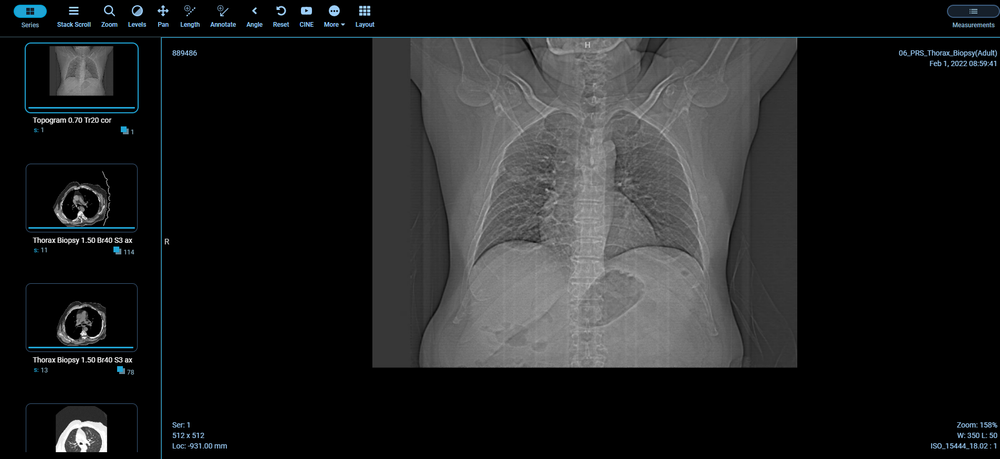 Series
Stack Scroll
Zoom
Levels
Pan
Length
Annotate
Angle
Reset
CINE
More
Layout
Measurements
Topogram 0.70 Tr20 cor
s: 1
1
Thorax Biopsy 1.50 Br40 S3 ax
s: 11
114
Thorax Biopsy 1.50 Br40 S3 ax
s: 13
78
889486
H
06_PRS_Thorax_Biopsy(Adult)
Feb 1, 2022 08:59:41
R
Ser: 1
512 x 512
Loc: -931.00 mm
Zoom: 158%
W: 350 L: 50
ISO_15444_18.02 : 1